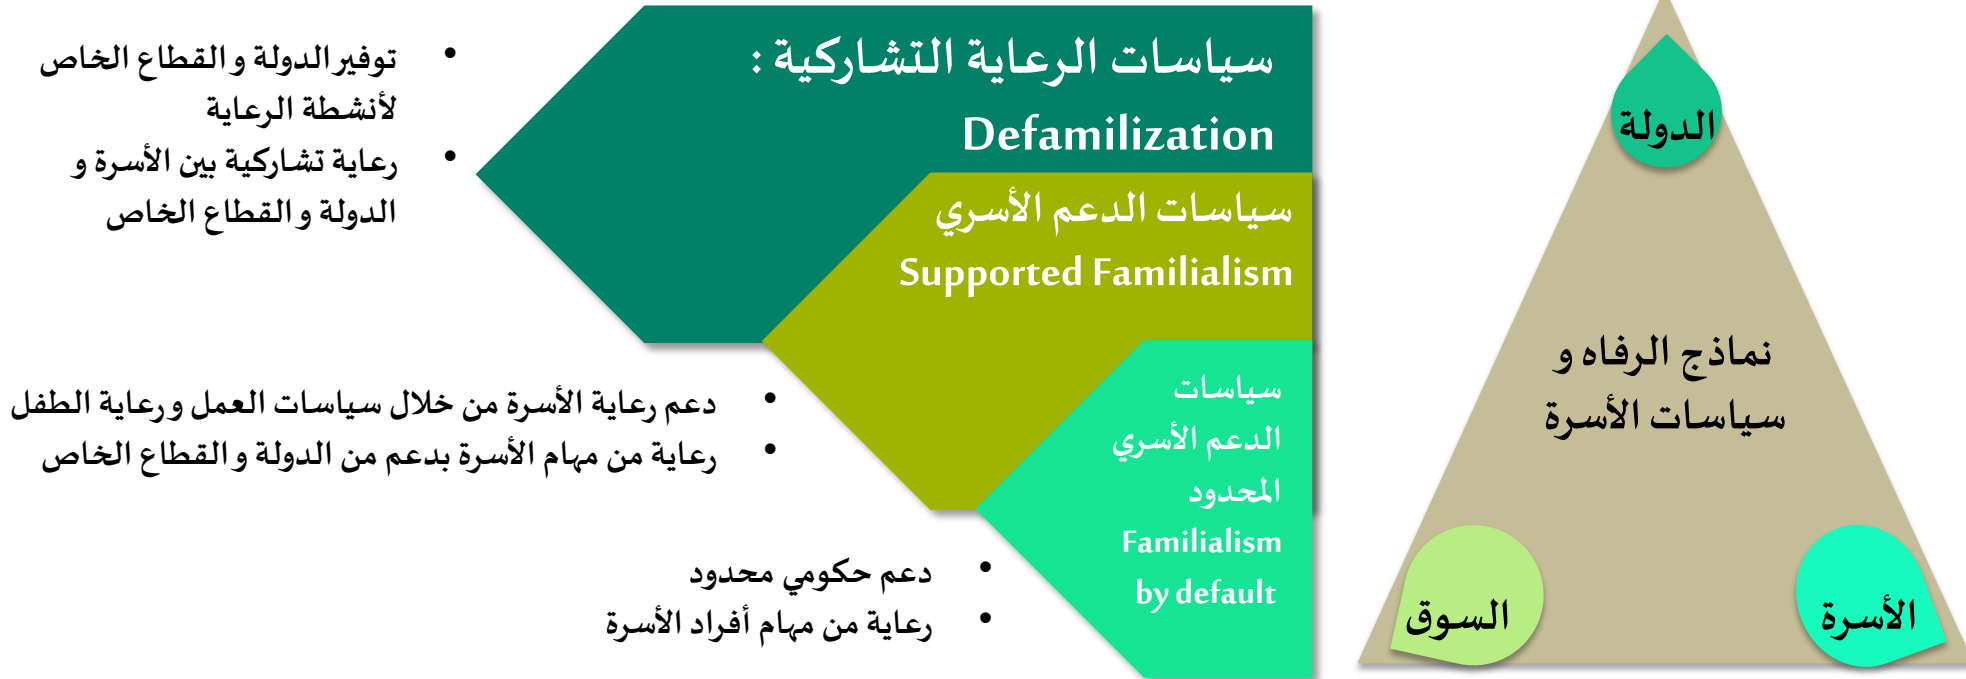 الدولة
نماذج الرفاه و
سياسات الأسرة
الأسرة
السوق
سياسات الرعاية التشاركية :
Defamilization
• توفير الدولة و القطاع الخاص
لأنشطة الرعاية
• رعاية تشاركية بين الأسرة و
الدولة و القطاع الخاص
سياسات الدعم الأسري
Supported Familialism
• دعم رعاية الأسرة من خلال سياسات العمل و رعاية الطفل
• رعاية من مهام الأسرة بدعم من الدولة و القطاع الخاص
سياسات
الدعم الأسري
المحدود
Familialism
by default
• دعم حكومي محدود
• رعاية من مهام أفراد الأسرة